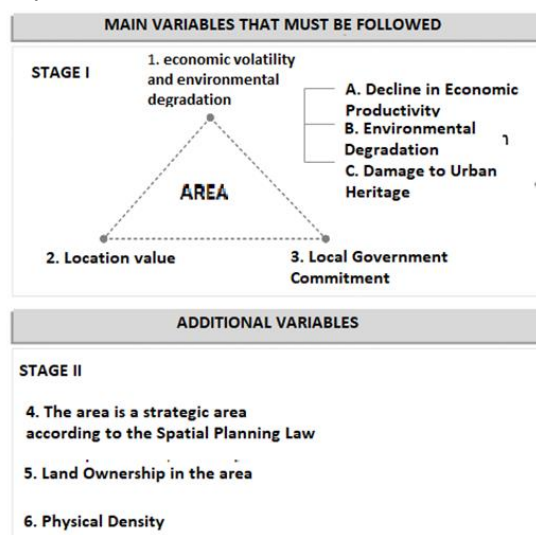 MAIN VARIABLES THAT MUST BE FOLLOWED
STAGE I
1. economic volatility
and environmental
degradation
A. Decline in Economic
Productivity
B. Environmental
Degradation
C. Damage to Urban
Heritage
AREA
2. Location value
3. Local Government
Commitment
ADDITIONAL VARIABLES
STAGE II
4. The area is a strategic area
according to the Spatial Planning Law
5. Land Ownership in the area
6. Physical Density